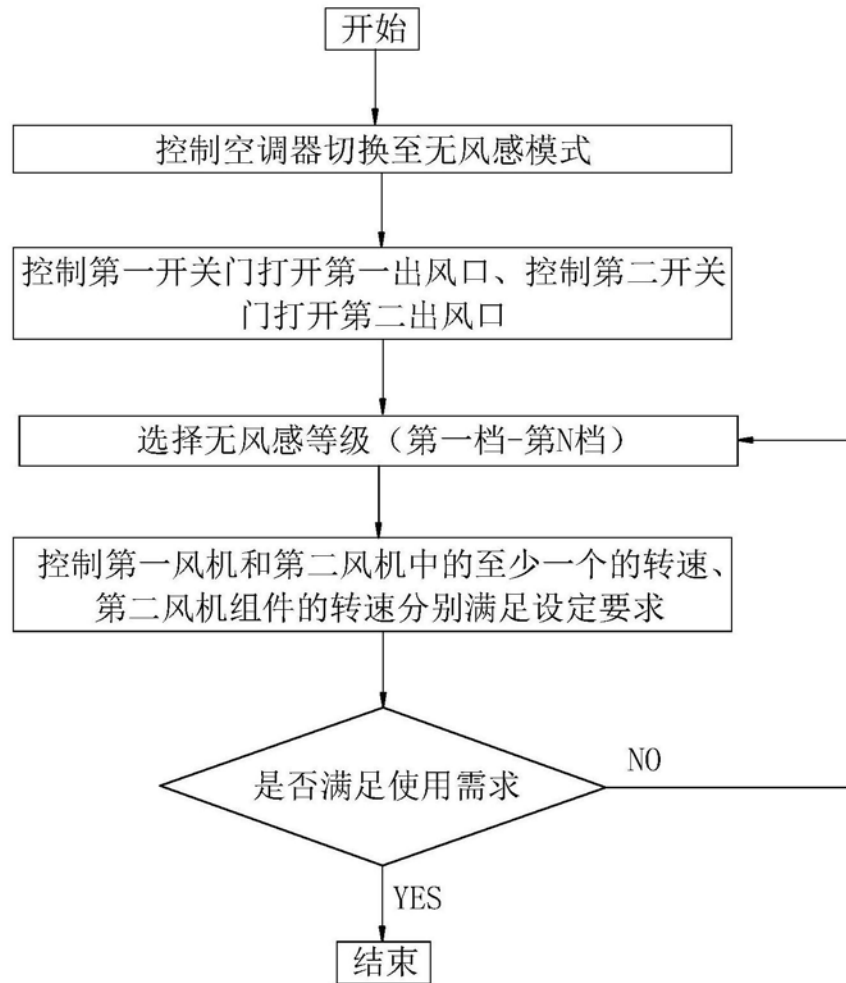 开始
控制空调器切换至无风感模式
控制第一开关门打开第一出风口、控制第二开关
门打开第二出风口
选择无风感等级（第一档-第N档）
控制第一风机和第二风机中的至少一个的转速、
第二风机组件的转速分别满足设定要求
是否满足使用需求
NO
YES
结束